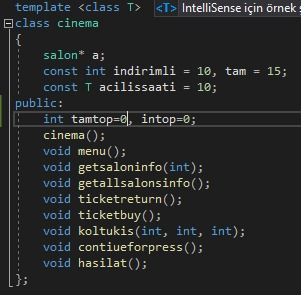 template <class T> <T> IntelliSense için örnek
class cinema
{
salon* a;
const int indirimli = 10, tam = 15;
const T acilissaati = 10;
public:
int tamtop=0, intop=0;
cinema();
void menu();
void getsaloninfo(int);
void getallsalonsinfo();
void ticketreturn();
void ticketbuy();
void koltukis(int, int, int);
void contiueforpress();
void hasilat();
};